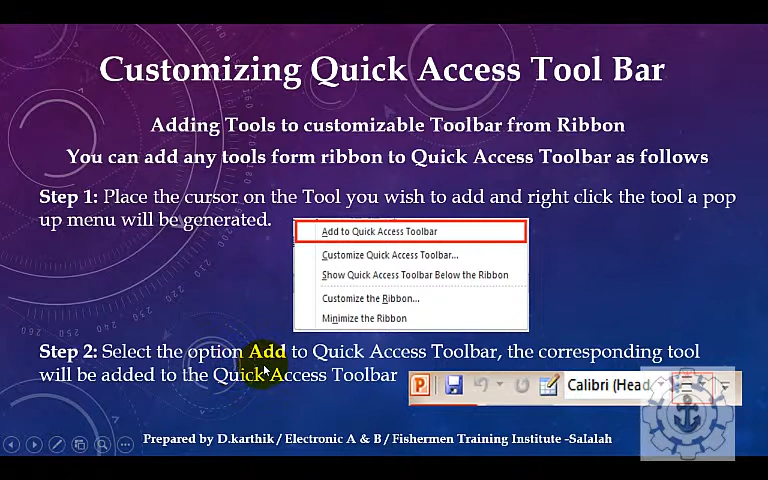 Customizing Quick Access Tool Bar
Adding Tools to customizable Toolbar from Ribbon
You can add any tools form ribbon to Quick Access Toolbar as follows
Step 1: Place the cursor on the Tool you wish to add and right click the tool a pop
up menu will be generated.
Add to Quick Access Toolbar
Customize Quick Access Toolbar...
Show Quick Access Toolbar Below the Ribbon
Customize the Ribbon...
Minimize the Ribbon
Step 2: Select the option Add to Quick Access Toolbar, the corresponding tool
will be added to the Quick Access Toolbar
Calibri (Head
Prepared by D.karthik / Electronic A & B / Fishermen Training Institute -Salalah